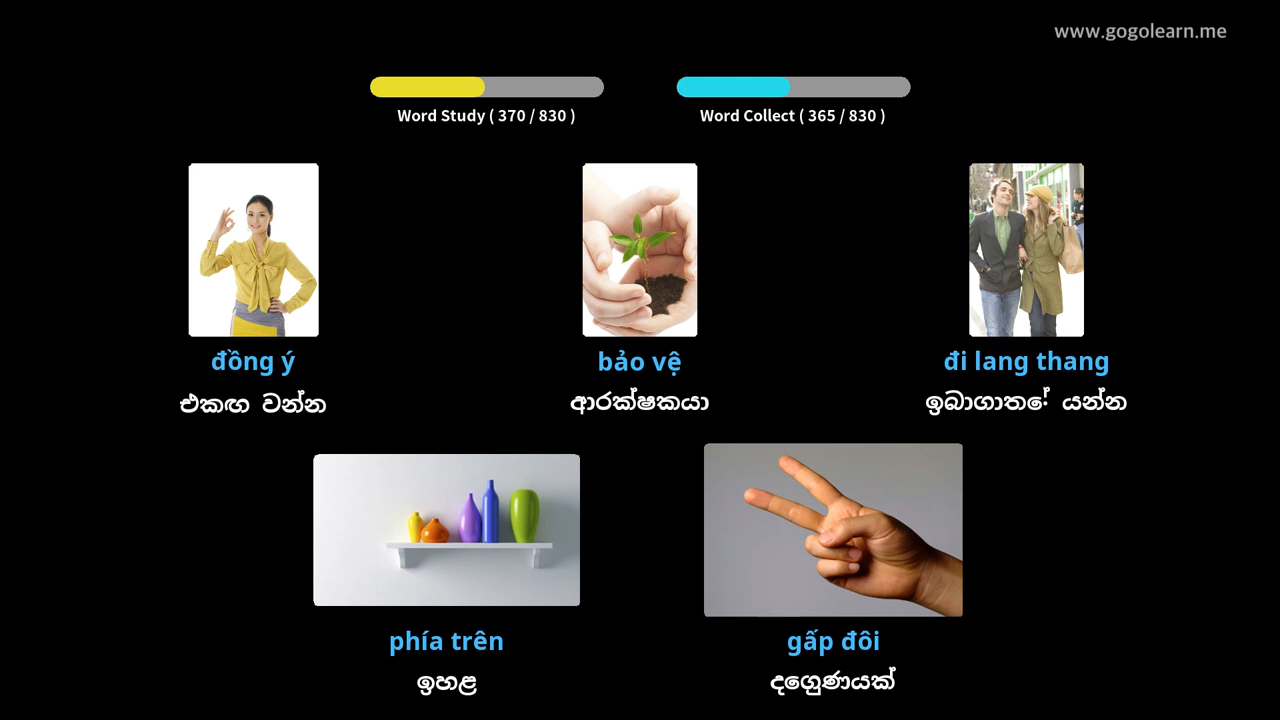 www.gogolearn.me
Word Study ( 370 / 830 )
Word Collect ( 365 / 830 )
đồng ý
එකඟ වන්න
bảo vệ
ආරක්ෂකයා
đi lang thang
ඉබාගාතේ යන්න
phía trên
ඉහළ
gấp đôi
දෙගුණයක්